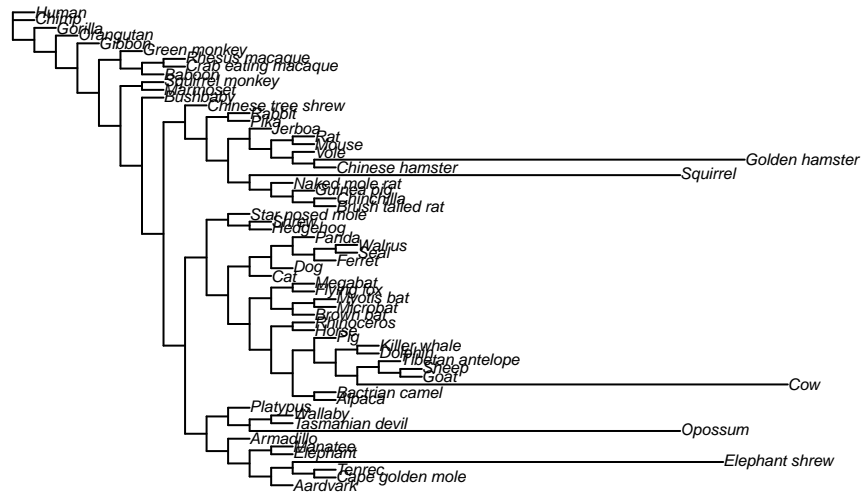 Human
Chimp
Gorilla
Orangutan
Gibbon
Green monkey
Rhesus macaque
Crab eating macaque
Baboon
Squirrel monkey
Marmoset
Bushbaby
Chinese tree shrew
Rabbit
Pika
Jerboa
Rat
Mouse
Vole
Golden hamster
Chinese hamster
Squirrel
Naked mole rat
Guinea pig
Chinchilla
Brush tailed rat
Star nosed mole
Shrew
Hedgehog
Panda
Walrus
Seal
Ferret
Dog
Cat
Megabat
Flying fox
Myotis bat
Microbat
Brown bat
Rhinoceros
Horse
Pig
Killer whale
Dolphin
Tibetan antelope
Sheep
Goat
Cow
Bactrian camel
Alpaca
Platypus
Wallaby
Tasmanian devil
Opossum
Armadillo
Manatee
Elephant
Elephant shrew
Tenrec
Cape golden mole
Aardvark